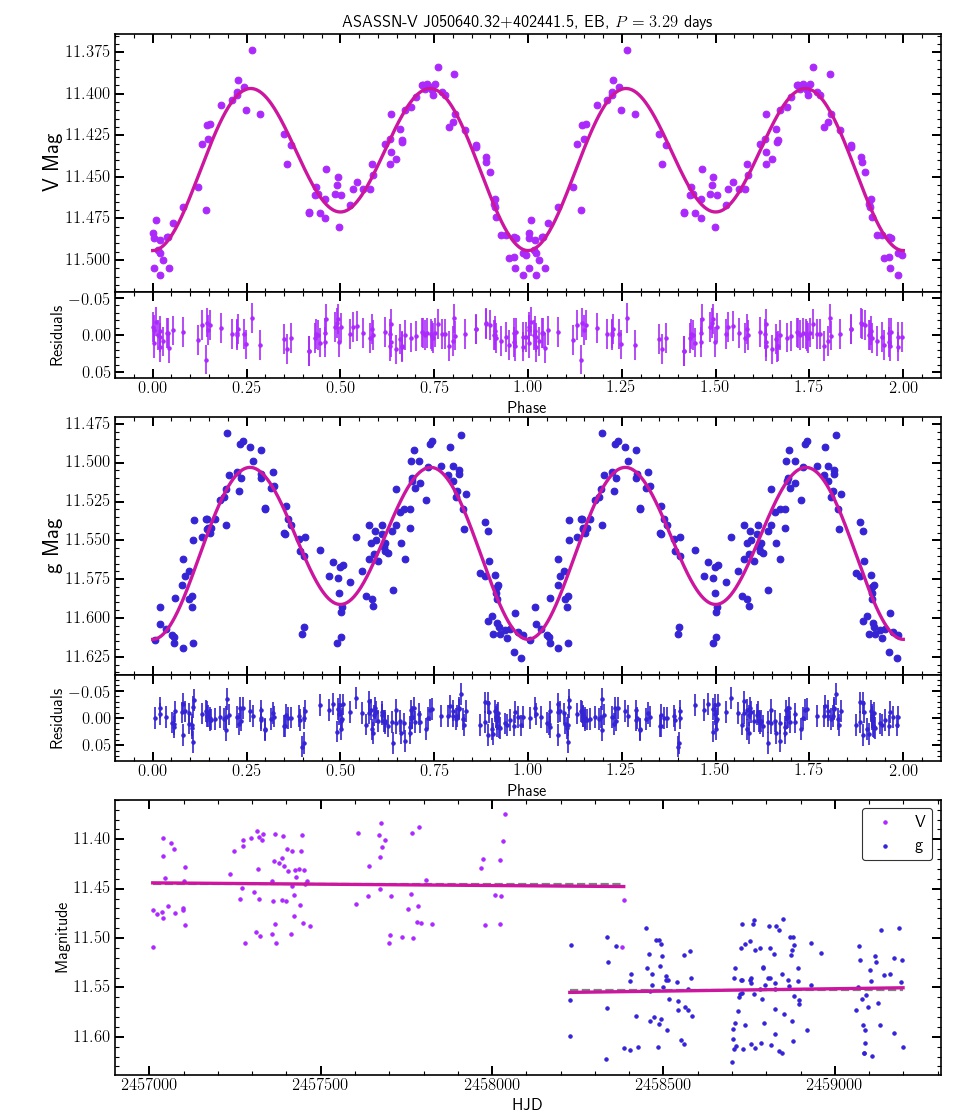 ASASSN-V J050640.32+402441.5, EB, P = 3.29 days
11.375
11.400
11.425
11.450
11.475
11.500
V Mag
−0.05
0.00
0.05
Residuals
0.00 0.25 0.50 0.75 1.00 1.25 1.50 1.75 2.00
Phase
11.475
11.500
11.525
11.550
11.575
11.600
11.625
g Mag
−0.05
0.00
0.05
Residuals
0.00 0.25 0.50 0.75 1.00 1.25 1.50 1.75 2.00
Phase
V
g
11.40
11.45
11.50
11.55
11.60
Magnitude
2457000 2457500 2458000 2458500 2459000
HJD